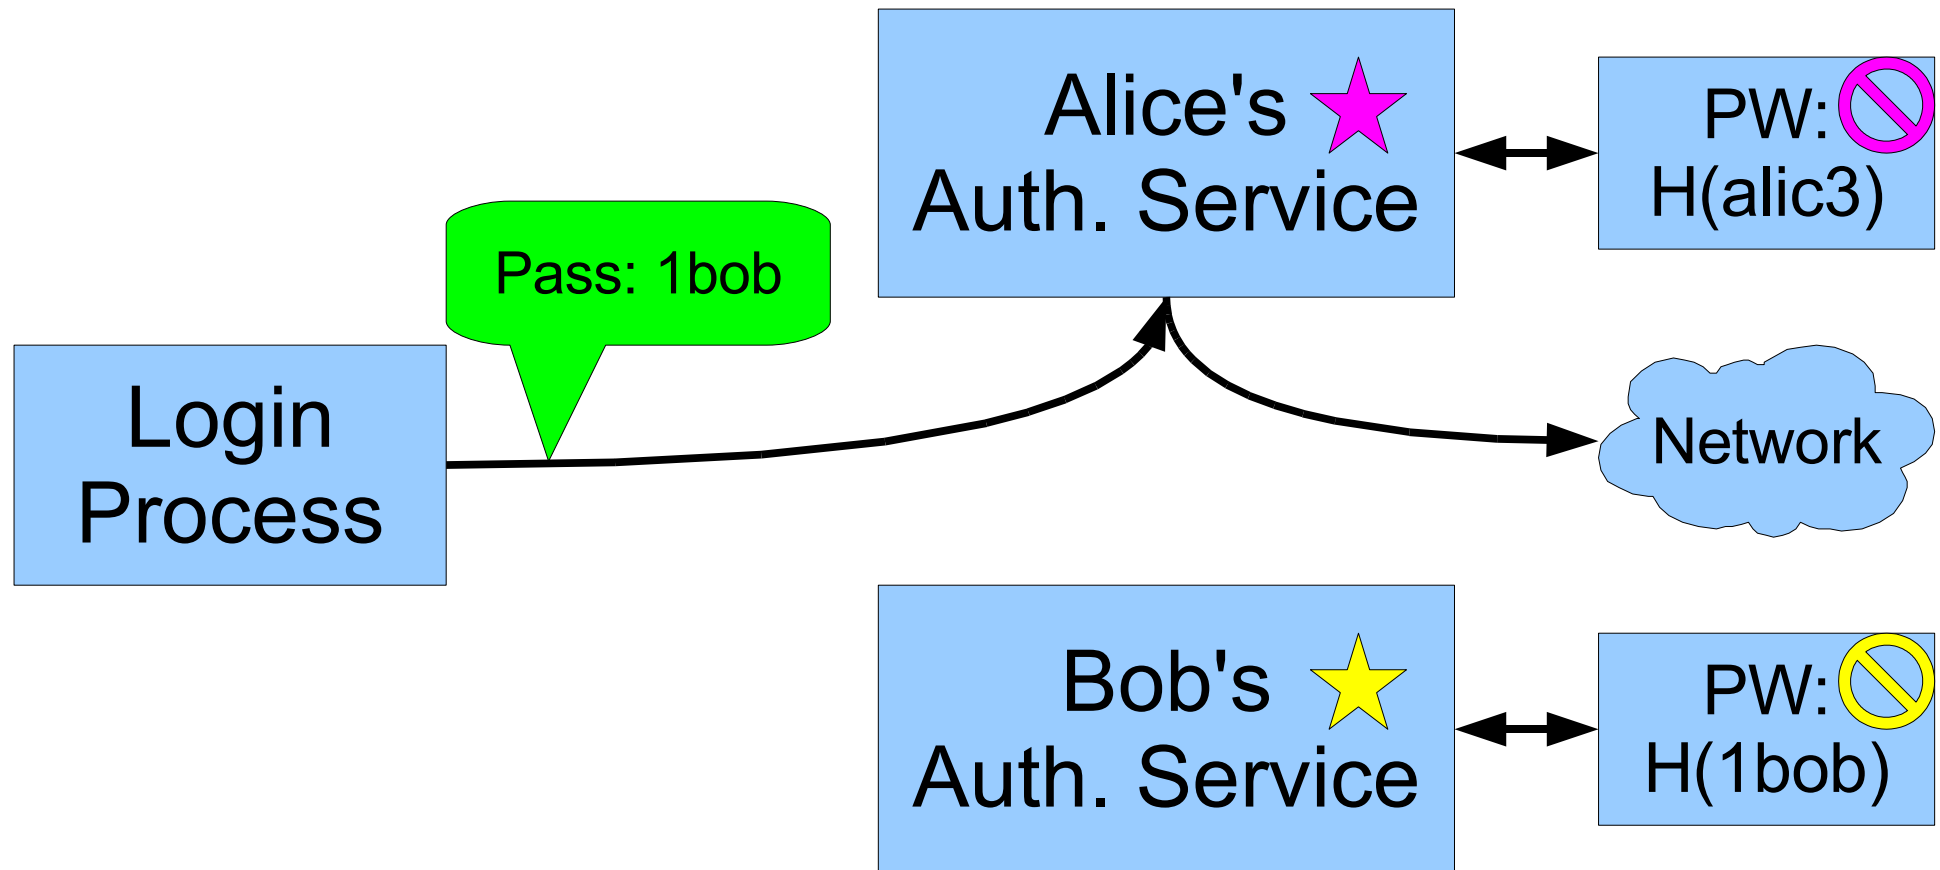 Alice's
Auth. Service
PW:
H(alic3)
Pass: 1bob
Login
Process
Network
Bob's
Auth. Service
PW:
H(1bob)